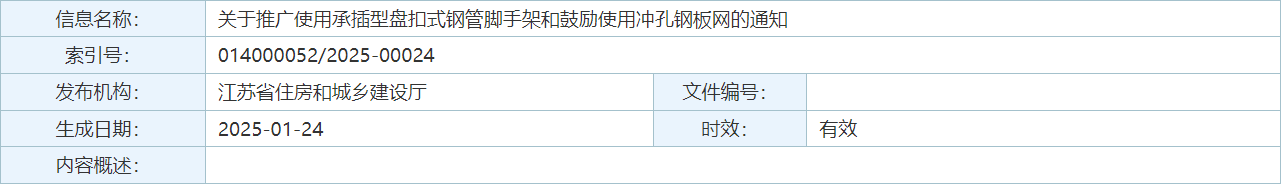 信息名称： 关于推广使用承插型盘扣式钢管脚手架和鼓励使用冲孔钢板网的通知
索引号： 014000052/2025-00024
发布机构： 江苏省住房和城乡建设厅 文件编号：
生成日期： 2025-01-24 时效： 有效
内容概述：